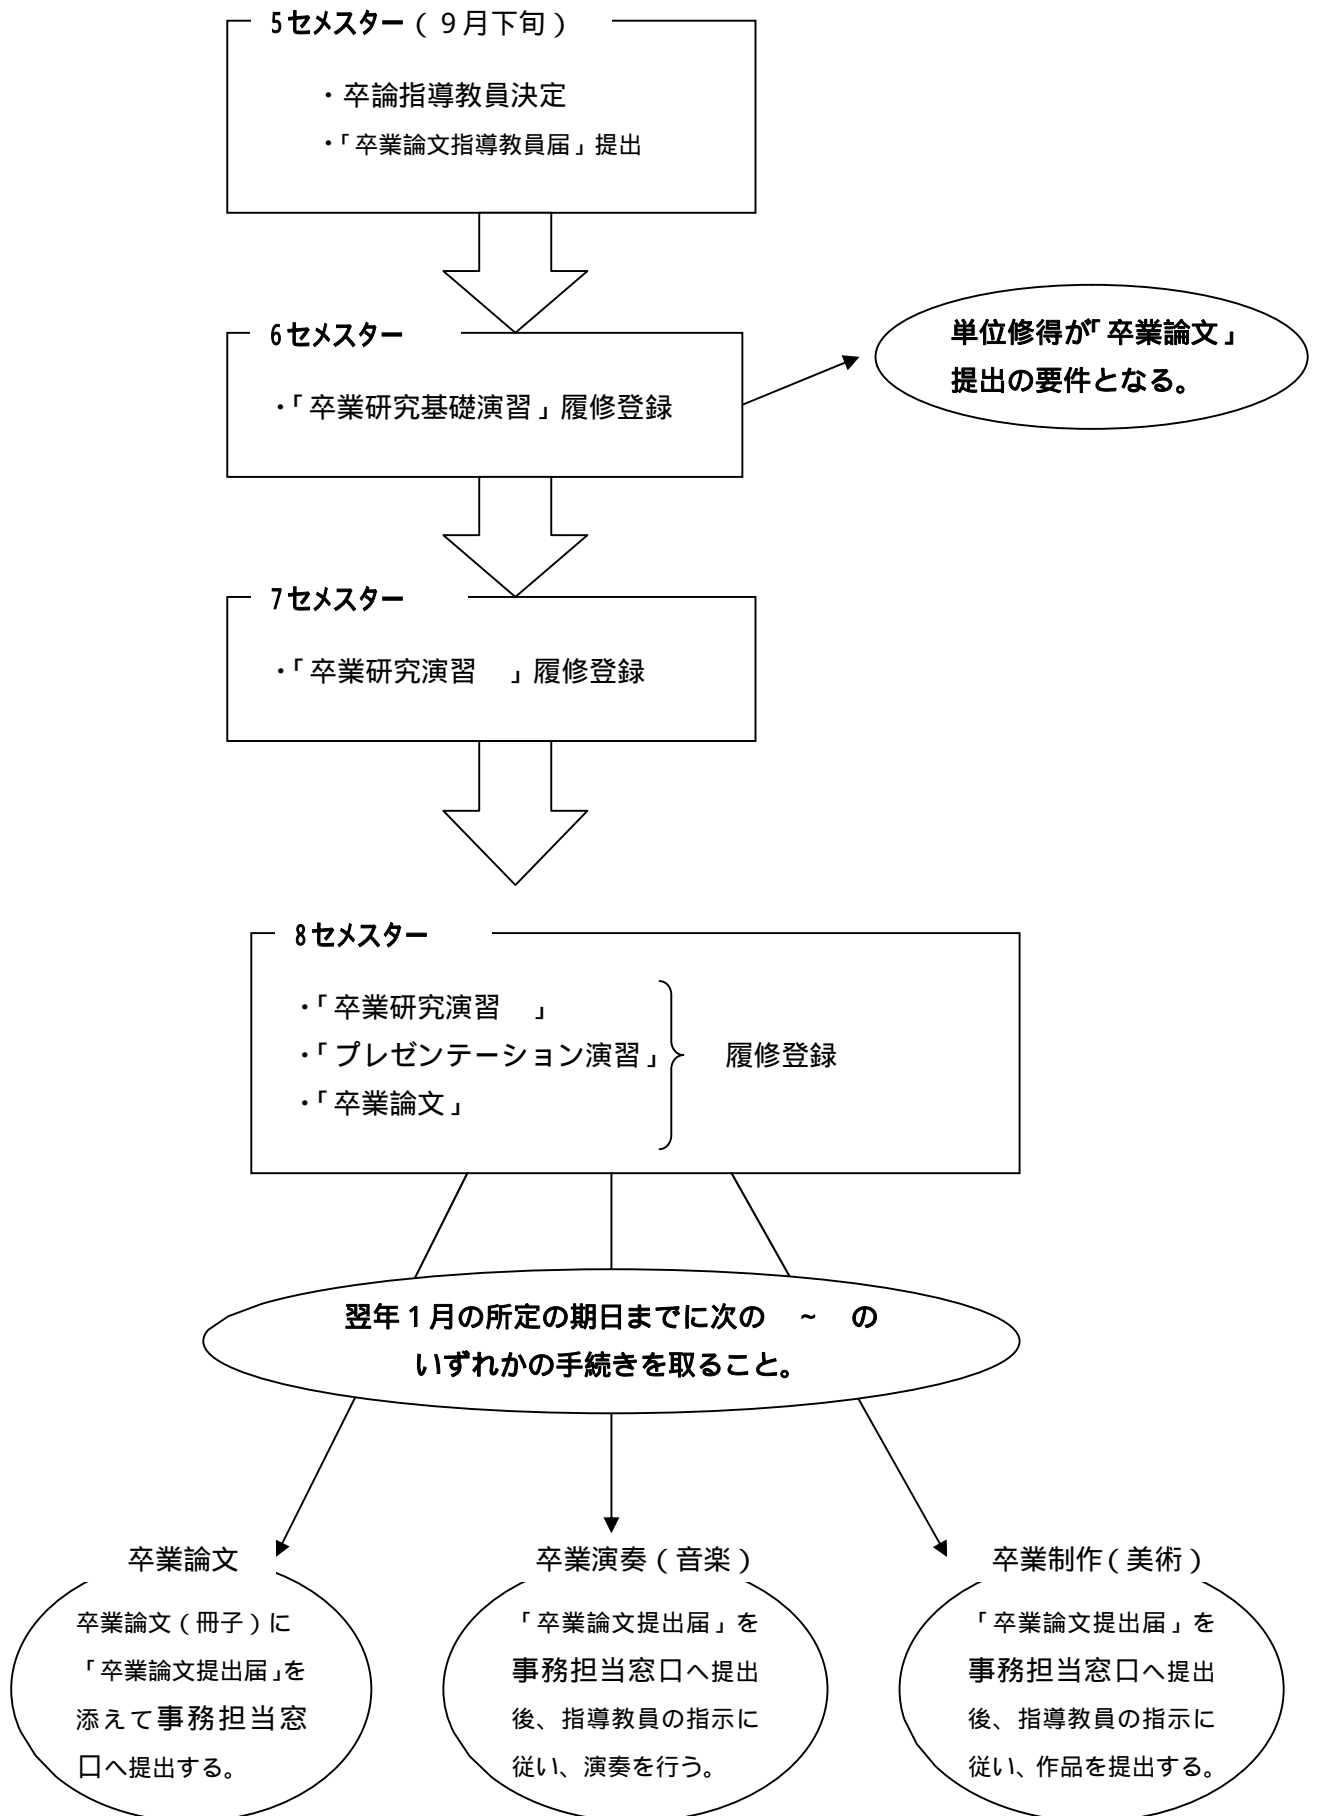 5セメスター（9月下旬）
・卒論指導教員決定
・「卒業論文指導教員届」提出
6セメスター
・「卒業研究基礎演習」履修登録
単位修得が「卒業論文」
提出の要件となる。
7セメスター
・「卒業研究演習　」履修登録
8セメスター
・「卒業研究演習　」
・「プレゼンテーション演習」　履修登録
・「卒業論文」
翌年1月の所定の期日までに次の　～　の
いずれかの手続きを取ること。
卒業論文
卒業論文（冊子）に
「卒業論文提出届」を
添えて事務担当窓
口へ提出する。
卒業演奏（音楽）
「卒業論文提出届」を
事務担当窓口へ提出
後、指導教員の指示に
従い、演奏を行う。
卒業制作（美術）
「卒業論文提出届」を
事務担当窓口へ提出
後、指導教員の指示に
従い、作品を提出する。